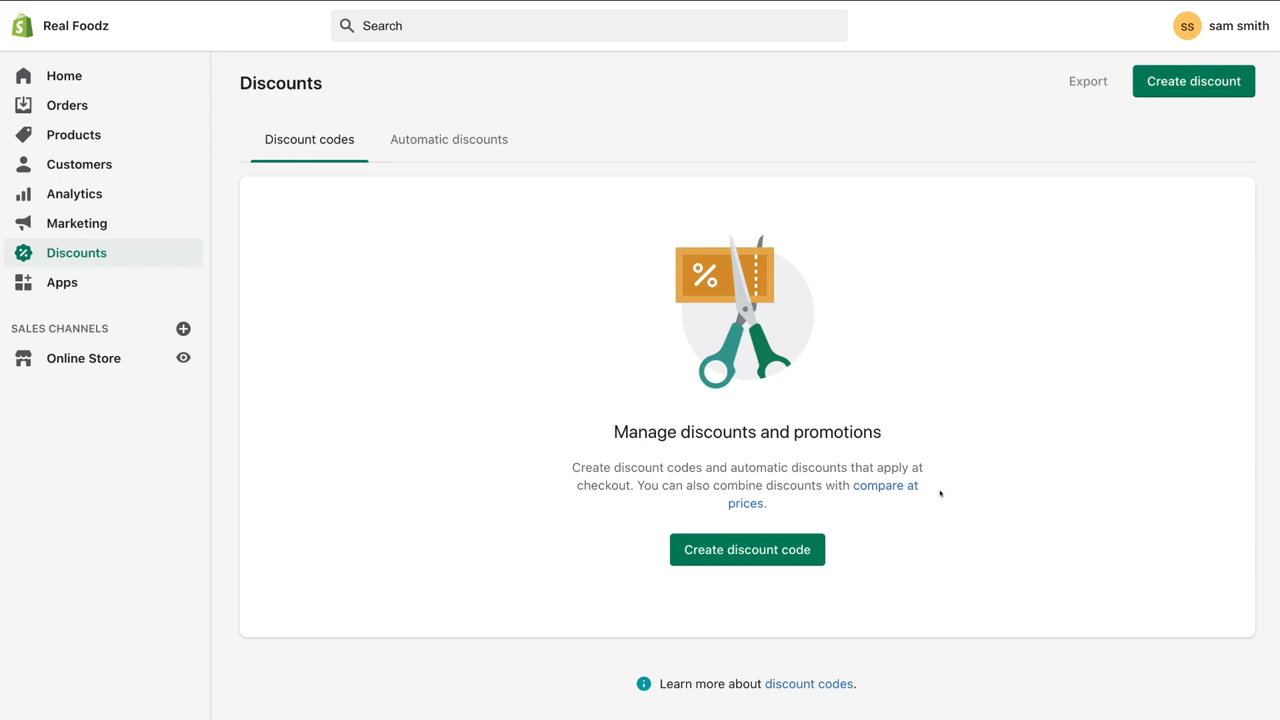 Real Foodz
Search
ss
sam smith
Home
Orders
Products
Customers
Analytics
Marketing
Discounts
Apps
SALES CHANNELS
Online Store
Discounts
Export
Create discount
Discount codes
Automatic discounts
%
Manage discounts and promotions
Create discount codes and automatic discounts that apply at
checkout. You can also combine discounts with compare at
prices.
Create discount code
Learn more about discount codes.